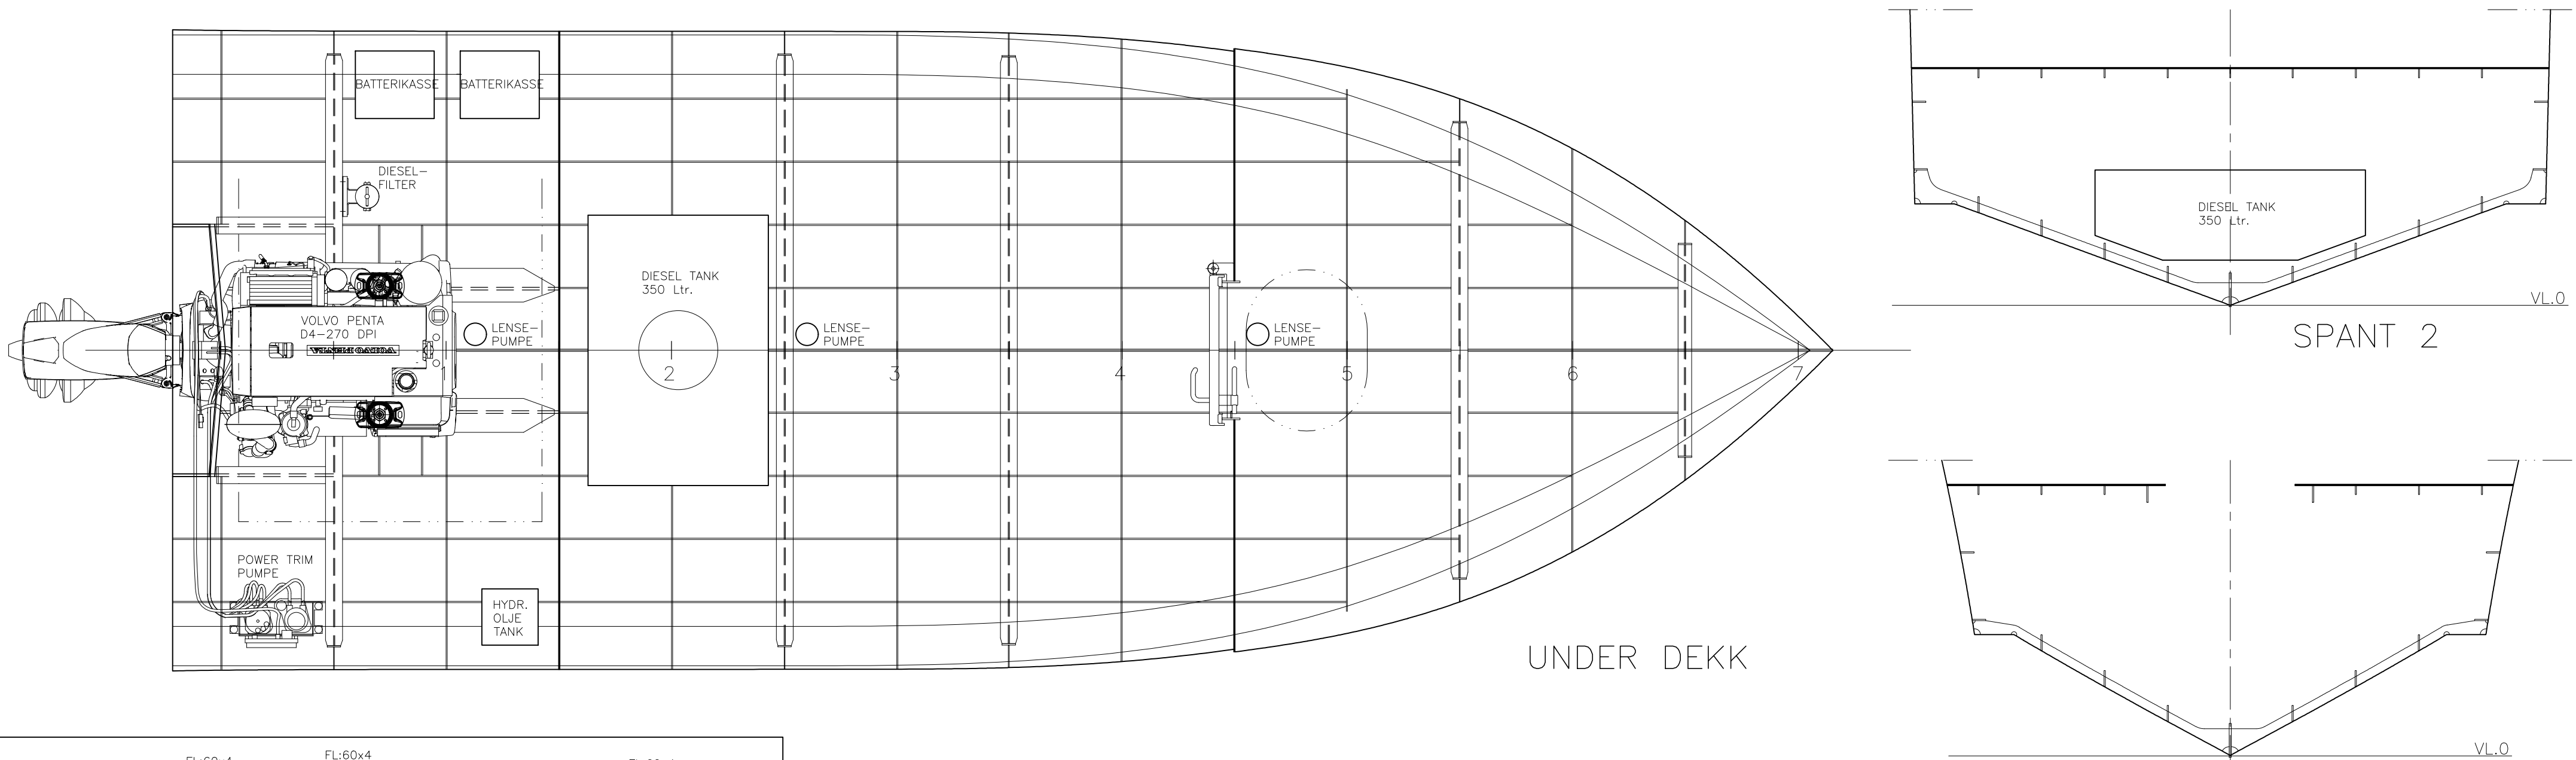 BATTERIKASSE
BATTERIKASSE
DIESEL-
FILTER
VOLVO PENTA
D4-270 DPI
VOLVO PENTA
LENSE-
PUMPE
DIESEL TANK
350 Ltr.
2
LENSE-
PUMPE
3
4
LENSE-
PUMPE
5
6
7
POWER TRIM
PUMPE
HYDR.
OLJE
TANK
UNDER DEKK
DIESEL TANK
350 Ltr.
VL.0
SPANT 2
VL.0
FL:60x4